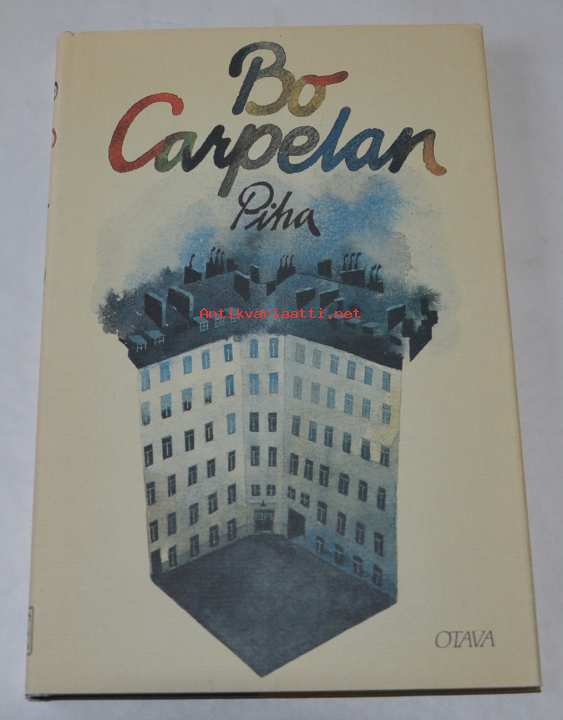 Bo
Carpelan
Piha
Antikvariaatti.net
OTAVA